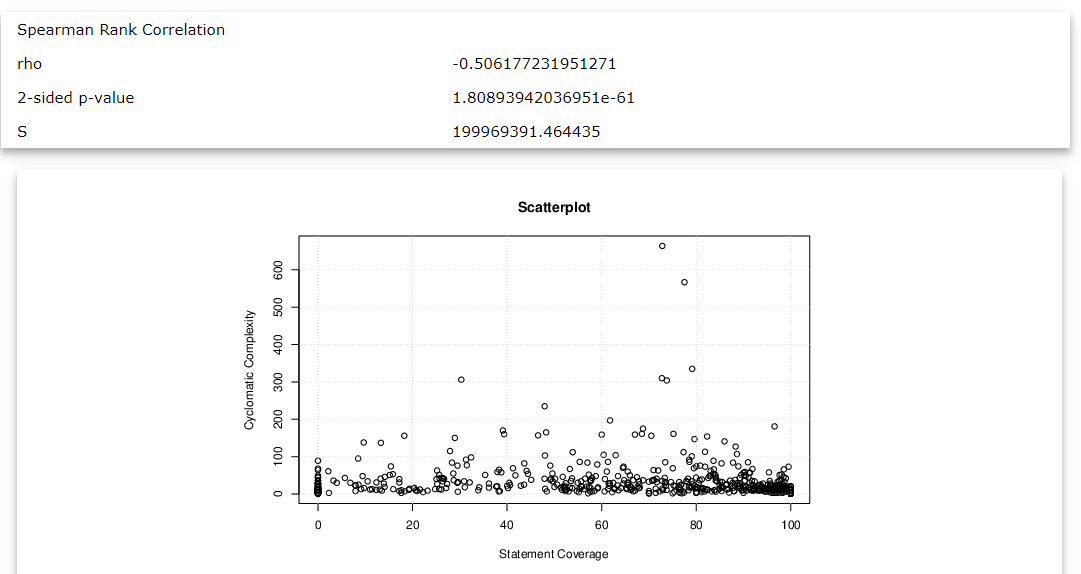 Spearman Rank Correlation
rho -0.506177231951271
2-sided p-value 1.80893942036951e-61
S 199969391.464435
Scatterplot
Cyclomatic Complexity
600
500
400
300
200
100
0
0 20 40 60 80 100
Statement Coverage